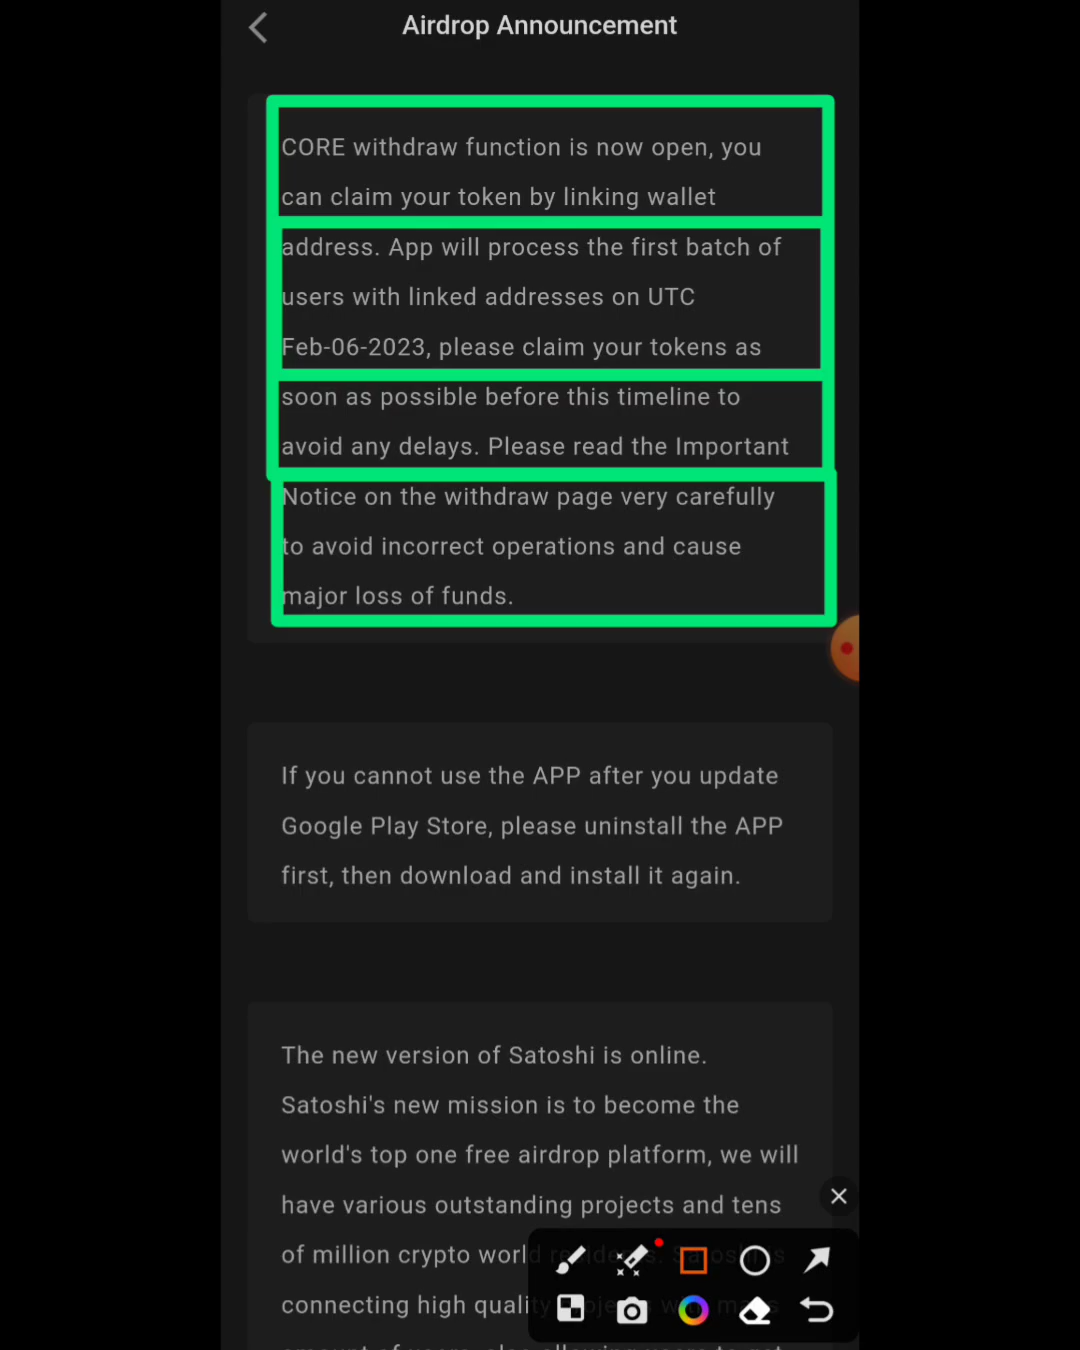 Airdrop Announcement
CORE withdraw function is now open, you
can claim your token by linking wallet
address. App will process the first batch of
users with linked addresses on UTC
Feb-06-2023, please claim your tokens as
soon as possible before this timeline to
avoid any delays. Please read the Important
Notice on the withdraw page very carefully
to avoid incorrect operations and cause
major loss of funds.
If you cannot use the APP after you update
Google Play Store, please uninstall the APP
first, then download and install it again.
The new version of Satoshi is online.
Satoshi's new mission is to become the
world's top one free airdrop platform, we will
have various outstanding projects and tens
of million crypto world
connecting high quality